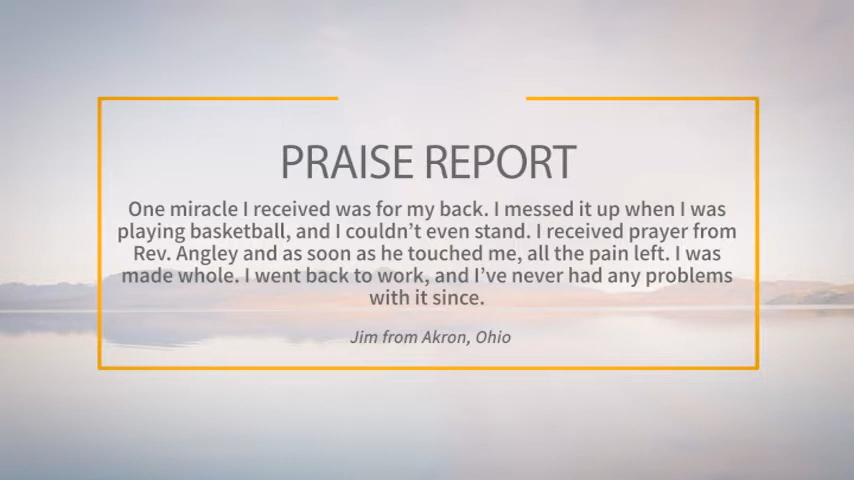 PRAISE REPORT
One miracle I received was for my back. I messed it up when I was
playing basketball, and I couldn’t even stand. I received prayer from
Rev. Angley and as soon as he touched me, all the pain left. I was
made whole. I went back to work, and I’ve never had any problems
with it since.
Jim from Akron, Ohio